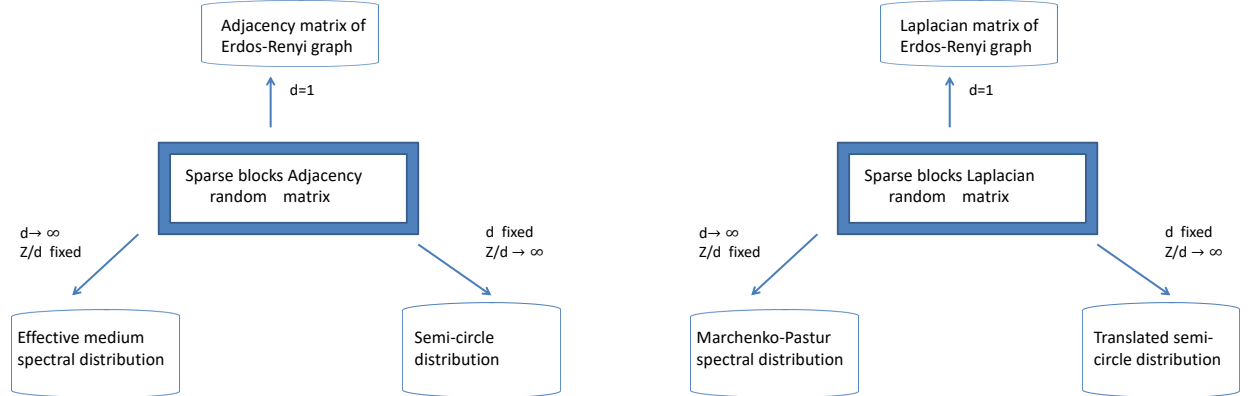 Adjacency matrix of
Erdos-Renyi graph
d=1
Sparse blocks Adjacency
random matrix
d→ ∞
Z/d fixed
d fixed
Z/d → ∞
Effective medium
spectral distribution
Semi-circle
distribution
Laplacian matrix of
Erdos-Renyi graph
d=1
Sparse blocks Laplacian
random matrix
d→ ∞
Z/d fixed
d fixed
Z/d → ∞
Marchenko-Pastur
spectral distribution
Translated semi-
circle distribution